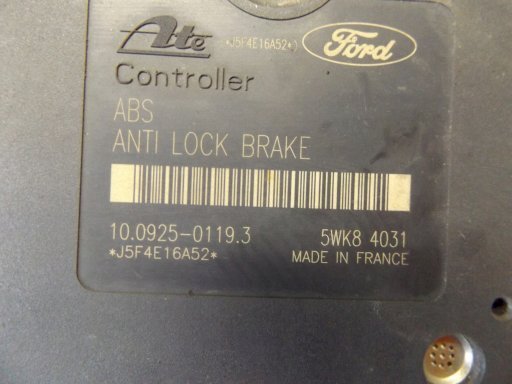 Ate *J5F4E16A52*) Ford
Controller
ABS
ANTI LOCK BRAKE
10.0925-0119.3 5WK8 4031
*J5F4E16A52* MADE IN FRANCE